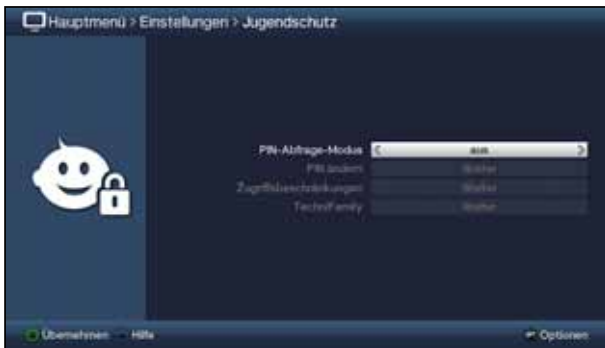 Hauptmenü > Einstellungen > Jugendschutz
PIN-Abfrage-Modus < aus >
PIN ändern Weiter
Zugriffsbeschränkungen Weiter
TechniFamily Weiter
Übernehmen Hilfe Optionen